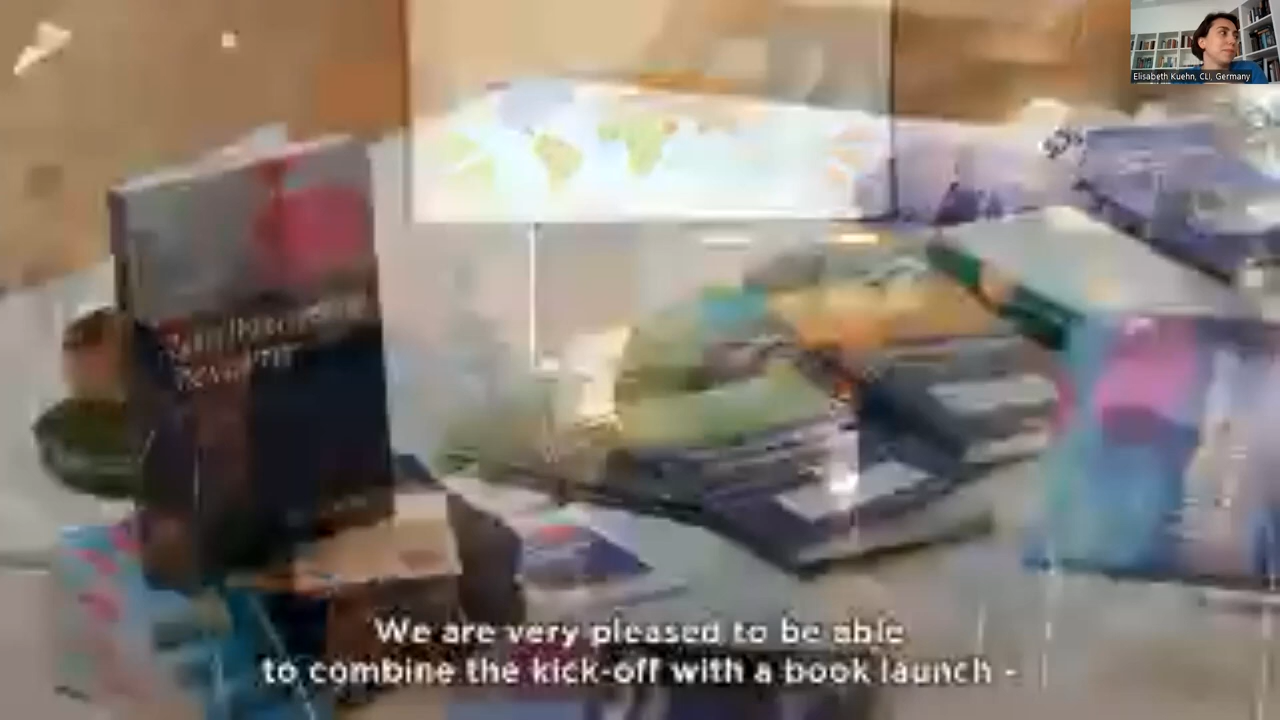 Elisabeth Kuehn, CLI, Germany
We are very pleased to be able
to combine the kick-off with a book launch -